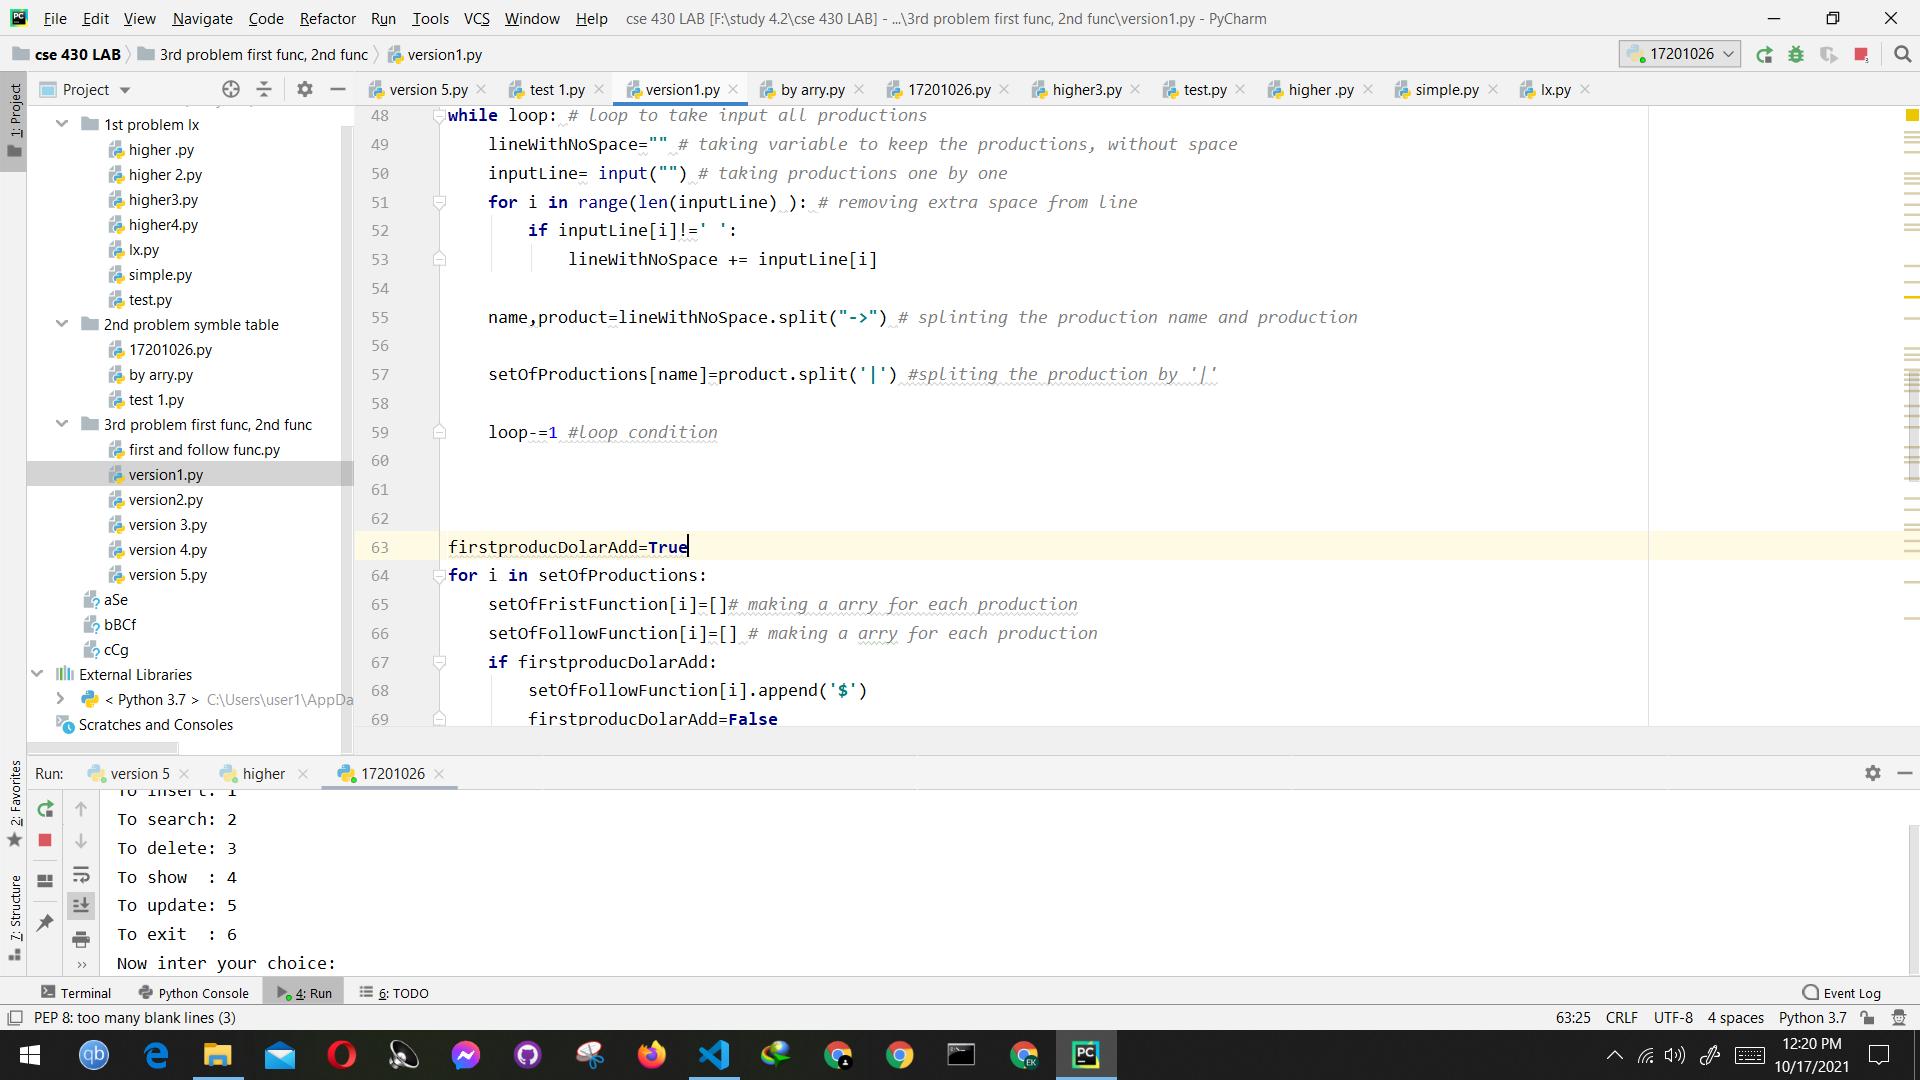 File Edit View Navigate Code Refactor Run Tools VCS Window Help cse 430 LAB [F:\study 4.2\cse 430 LAB] - ...\3rd problem first func, 2nd func\version1.py - PyCharm
cse 430 LAB 3rd problem first func, 2nd func version1.py 17201026
Project version 5.py test 1.py version1.py by arry.py 17201026.py higher3.py test.py higher .py simple.py lx.py
1: Project
1st problem lx
higher .py
higher 2.py
higher3.py
higher4.py
lx.py
simple.py
test.py
2nd problem symble table
17201026.py
by arry.py
test 1.py
3rd problem first func, 2nd func
first and follow func.py
version1.py
version2.py
version 3.py
version 4.py
version 5.py
aSe
bBCf
cCg
External Libraries
< Python 3.7 > C:\Users\user1\AppDa
Scratches and Consoles
48 while loop: # loop to take input all productions
49 lineWithNoSpace="" # taking variable to keep the productions, without space
50 inputLine= input("") # taking productions one by one
51 for i in range(len(inputLine) ): # removing extra space from line
52 if inputLine[i]!=' ':
53 lineWithNoSpace += inputLine[i]
54
55 name,product=lineWithNoSpace.split("->") # splinting the production name and production
56
57 setOfProductions[name]=product.split('|') #spliting the production by '|'
58
59 loop-=1 #loop condition
60
61
62
63 firstproducDolarAdd=True
64 for i in setOfProductions:
65 setOfFristFunction[i]=[]# making a arry for each production
66 setOfFollowFunction[i]=[] # making a arry for each production
67 if firstproducDolarAdd:
68 setOfFollowFunction[i].append('$')
69 firstproducDolarAdd=False
2: Favorites
7: Structure
Run: version 5 higher 17201026
To insert: 1
To search: 2
To delete: 3
To show : 4
To update: 5
To exit : 6
Now inter your choice:
Terminal Python Console 4: Run 6: TODO Event Log
PEP 8: too many blank lines (3) 63:25 CRLF UTF-8 4 spaces Python 3.7
12:20 PM
10/17/2021